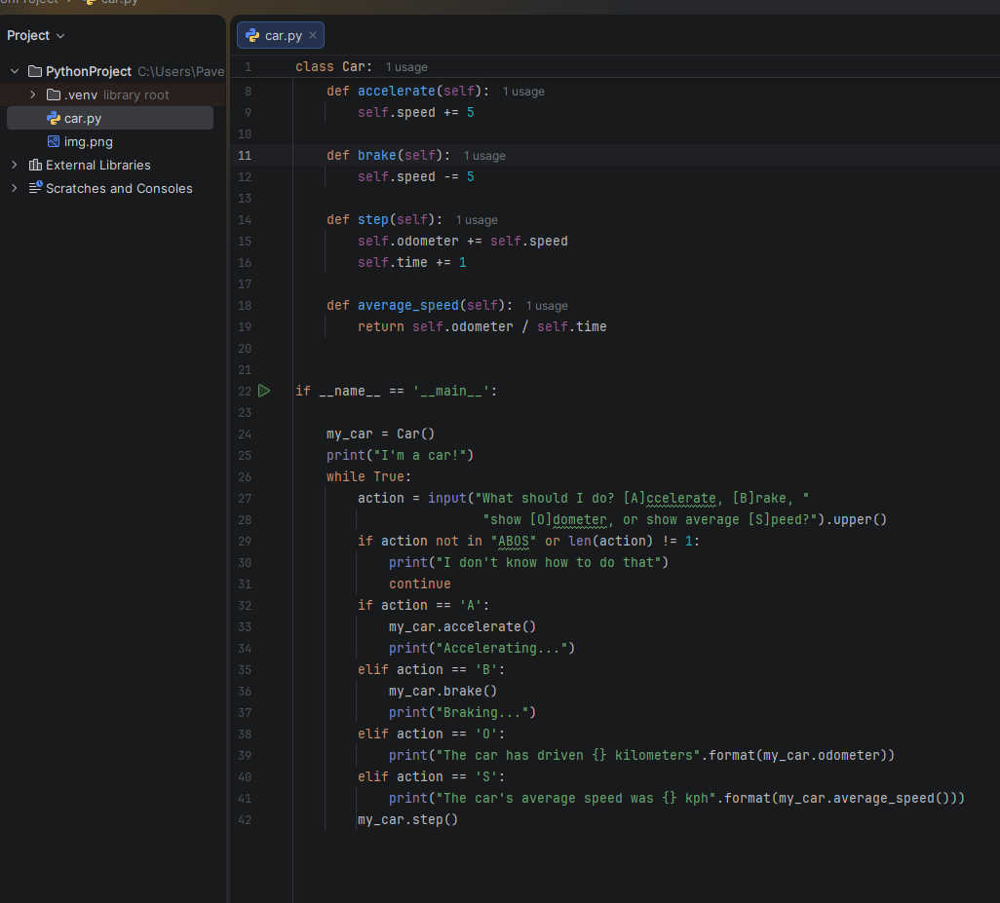 car.py
Project
car.py
PythonProject C:\Users\Pave
.venv library root
car.py
img.png
External Libraries
Scratches and Consoles
1 class Car: 1 usage
8 def accelerate(self): 1 usage
9 self.speed += 5
10
11 def brake(self): 1 usage
12 self.speed -= 5
13
14 def step(self): 1 usage
15 self.odometer += self.speed
16 self.time += 1
17
18 def average_speed(self): 1 usage
19 return self.odometer / self.time
20
21
22 if __name__ == '__main__':
23
24 my_car = Car()
25 print("I'm a car!")
26 while True:
27 action = input("What should I do? [A]ccelerate, [B]rake, "
28 "show [O]dometer, or show average [S]peed?").upper()
29 if action not in "ABOS" or len(action) != 1:
30 print("I don't know how to do that")
31 continue
32 if action == 'A':
33 my_car.accelerate()
34 print("Accelerating...")
35 elif action == 'B':
36 my_car.brake()
37 print("Braking...")
38 elif action == 'O':
39 print("The car has driven {} kilometers".format(my_car.odometer))
40 elif action == 'S':
41 print("The car's average speed was {} kph".format(my_car.average_speed()))
42 my_car.step()